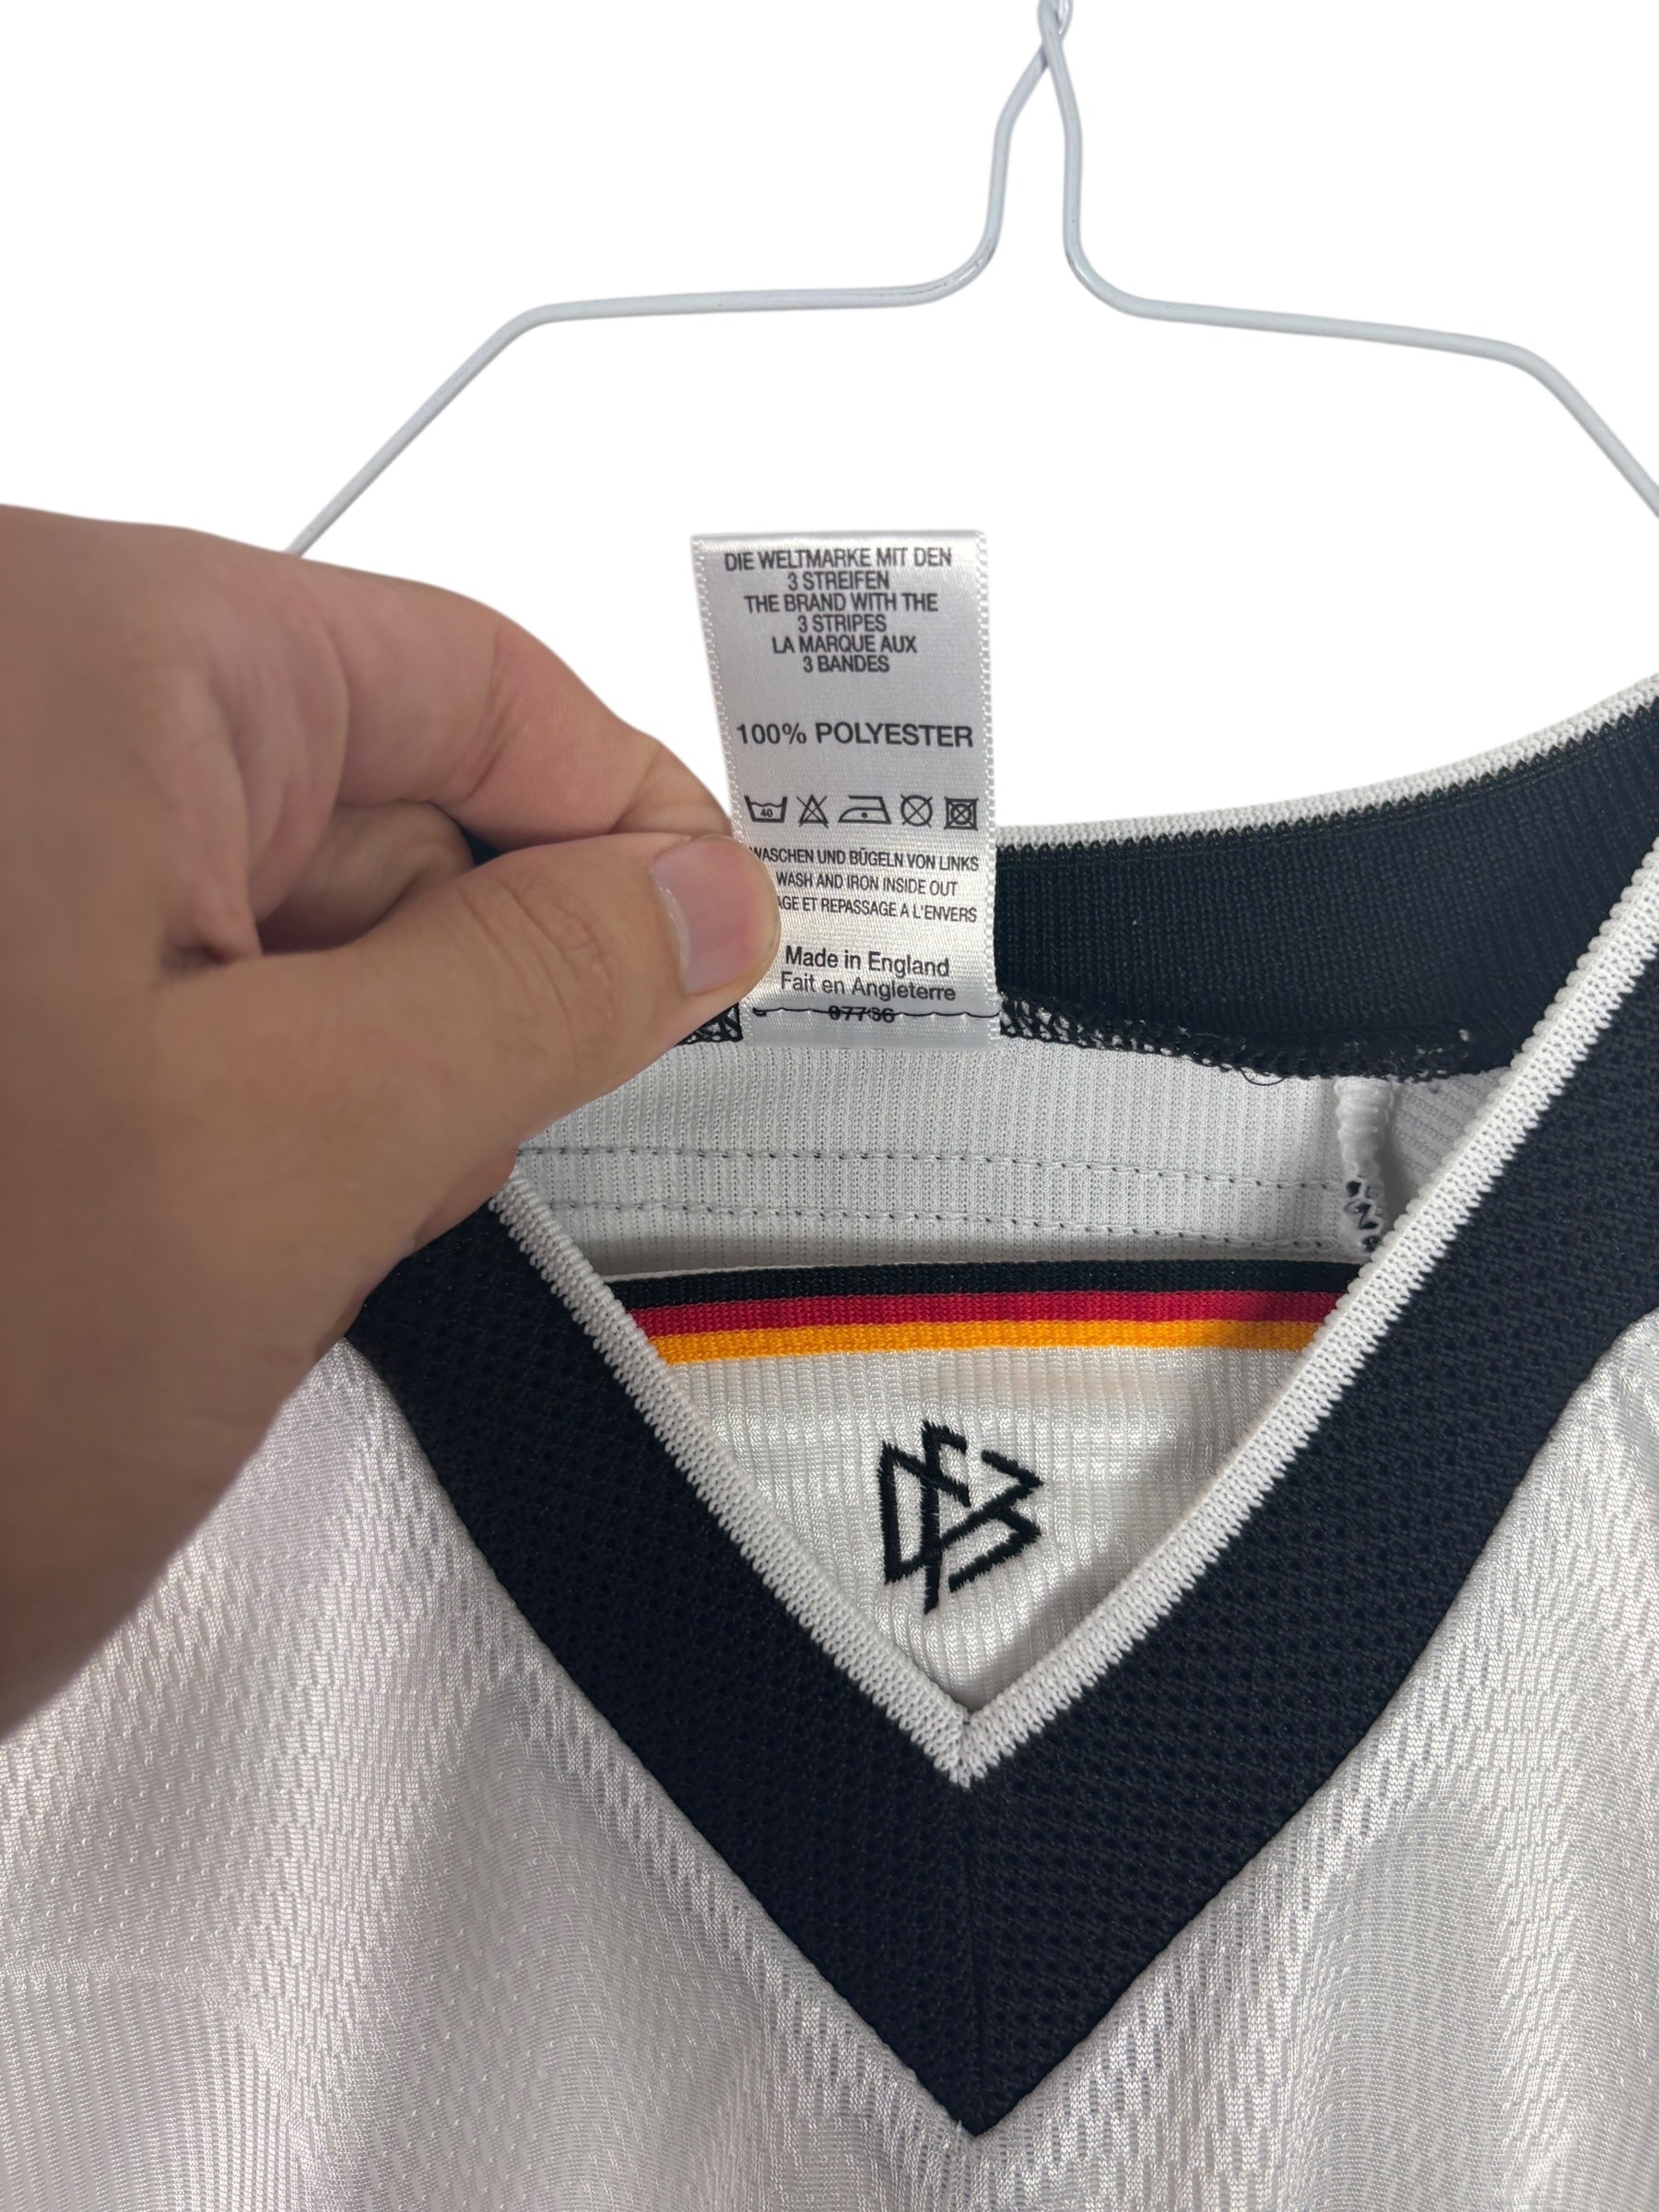 DIE WELTMARKE MIT DEN
3 STREIFEN
THE BRAND WITH THE
3 STRIPES
LA MARQUE AUX
3 BANDES
100% POLYESTER
40
WASCHEN UND BÜGELN VON LINKS
WASH AND IRON INSIDE OUT
ET REPASSAGE A L'ENVERS
Made in England
Fait en Angleterre
DFB